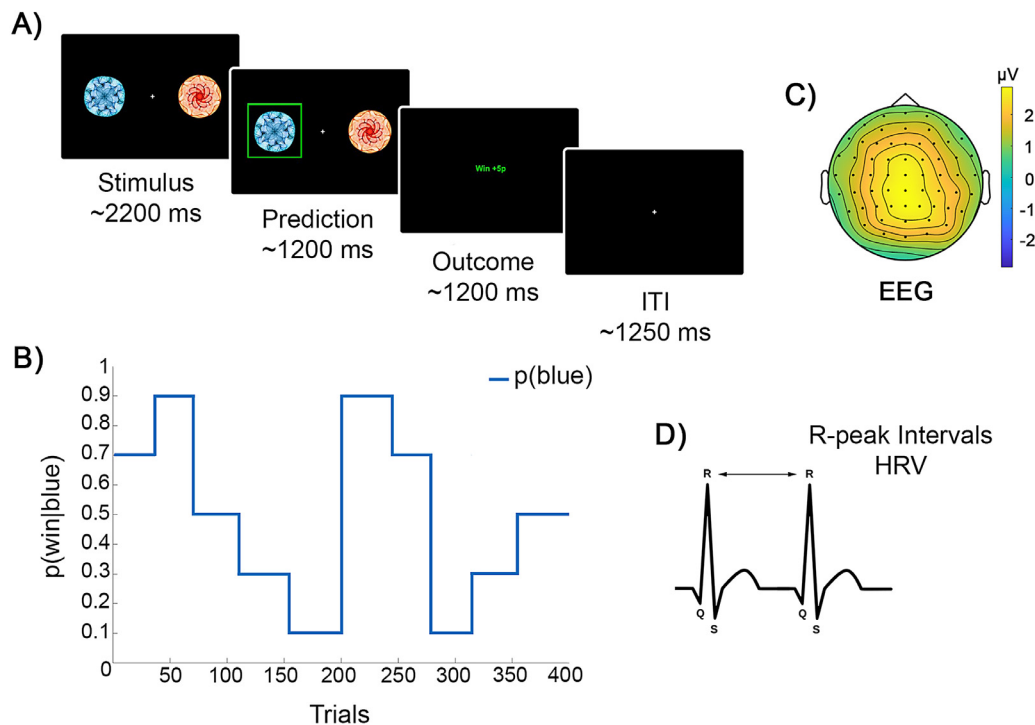 A)
Stimulus
~2200 ms
Prediction
~1200 ms
Win +5p
Outcome
~1200 ms
ITI
~1250 ms
C)
µV
2
1
0
-1
-2
EEG
B)
p(blue)
p(win|blue)
1
0.9
0.8
0.7
0.6
0.5
0.4
0.3
0.2
0.1
0
50
100
150
200
250
300
350
400
Trials
D)
R-peak Intervals
HRV
R
R
Q
S
Q
S